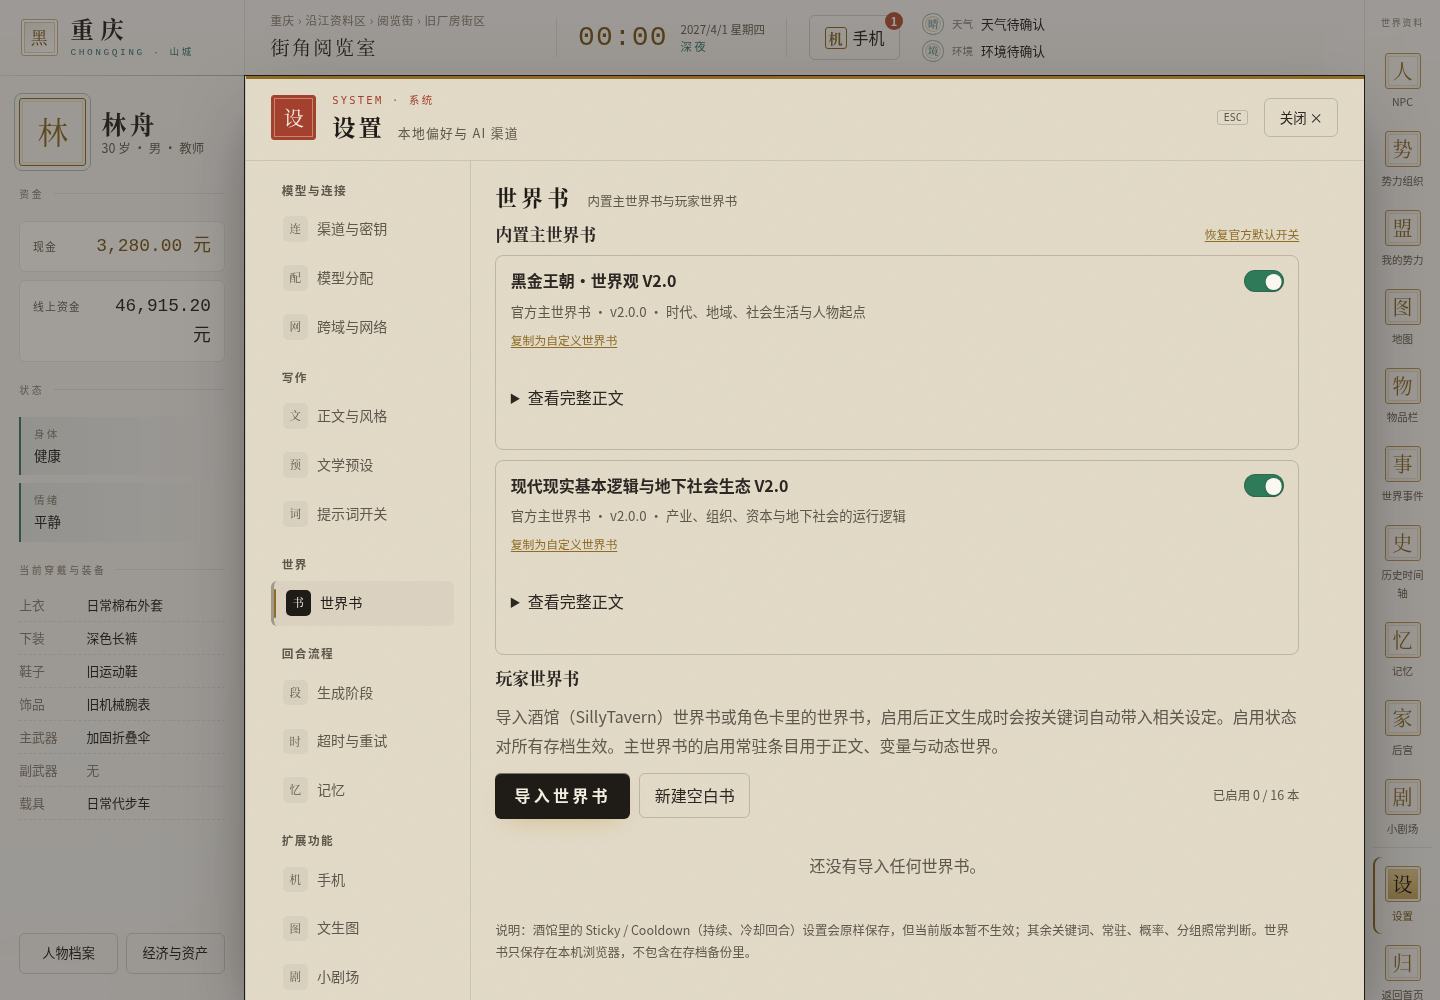 黑
重庆
CHONGQING · 山城
重庆 › 沿江资料区 › 阅览街 › 旧厂房街区
街角阅览室
00:00
2027/4/1 星期四
深夜
机 手机
1
晴 天气 天气待确认
境 环境 环境待确认
林
林舟
30 岁 · 男 · 教师
资金
现金 3,280.00 元
线上资金 46,915.20
元
状态
身体
健康
情绪
平静
当前穿戴与装备
上衣 日常棉布外套
下装 深色长裤
鞋子 旧运动鞋
饰品 旧机械腕表
主武器 加固折叠伞
副武器 无
载具 日常代步车
人物档案 经济与资产
设
SYSTEM · 系统
设置 本地偏好与 AI 渠道
ESC
关闭 ×
模型与连接
连 渠道与密钥
配 模型分配
网 跨域与网络
写作
文 正文与风格
预 文学预设
词 提示词开关
世界
书 世界书
回合流程
段 生成阶段
时 超时与重试
忆 记忆
扩展功能
机 手机
图 文生图
剧 小剧场
世界书 内置主世界书与玩家世界书
内置主世界书
恢复官方默认开关
黑金王朝·世界观 V2.0
官方主世界书 · v2.0.0 · 时代、地域、社会生活与人物起点
复制为自定义世界书
▶ 查看完整正文
现代现实基本逻辑与地下社会生态 V2.0
官方主世界书 · v2.0.0 · 产业、组织、资本与地下社会的运行逻辑
复制为自定义世界书
▶ 查看完整正文
玩家世界书
导入酒馆（SillyTavern）世界书或角色卡里的世界书，启用后正文生成时会按关键词自动带入相关设定。启用状态
对所有存档生效。主世界书的启用常驻条目用于正文、变量与动态世界。
导入世界书 新建空白书
已启用 0 / 16 本
还没有导入任何世界书。
说明：酒馆里的 Sticky / Cooldown（持续、冷却回合）设置会原样保存，但当前版本暂不生效；其余关键词、常驻、概率、分组照常判断。世界
书只保存在本机浏览器，不包含在存档备份里。
世界资料
人
NPC
势
势力组织
盟
我的势力
图
地图
物
物品栏
事
世界事件
史
历史时间
轴
忆
记忆
家
后宫
剧
小剧场
设
设置
归
返回首页